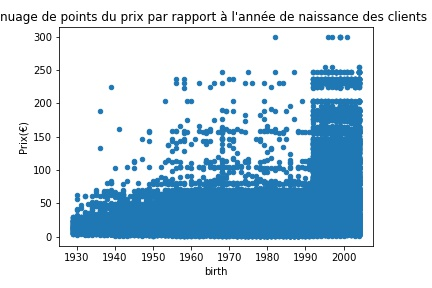 nuage de points du prix par rapport à l'année de naissance des clients
300
250
200
150
100
50
0
Prix(€)
1930 1940 1950 1960 1970 1980 1990 2000
birth